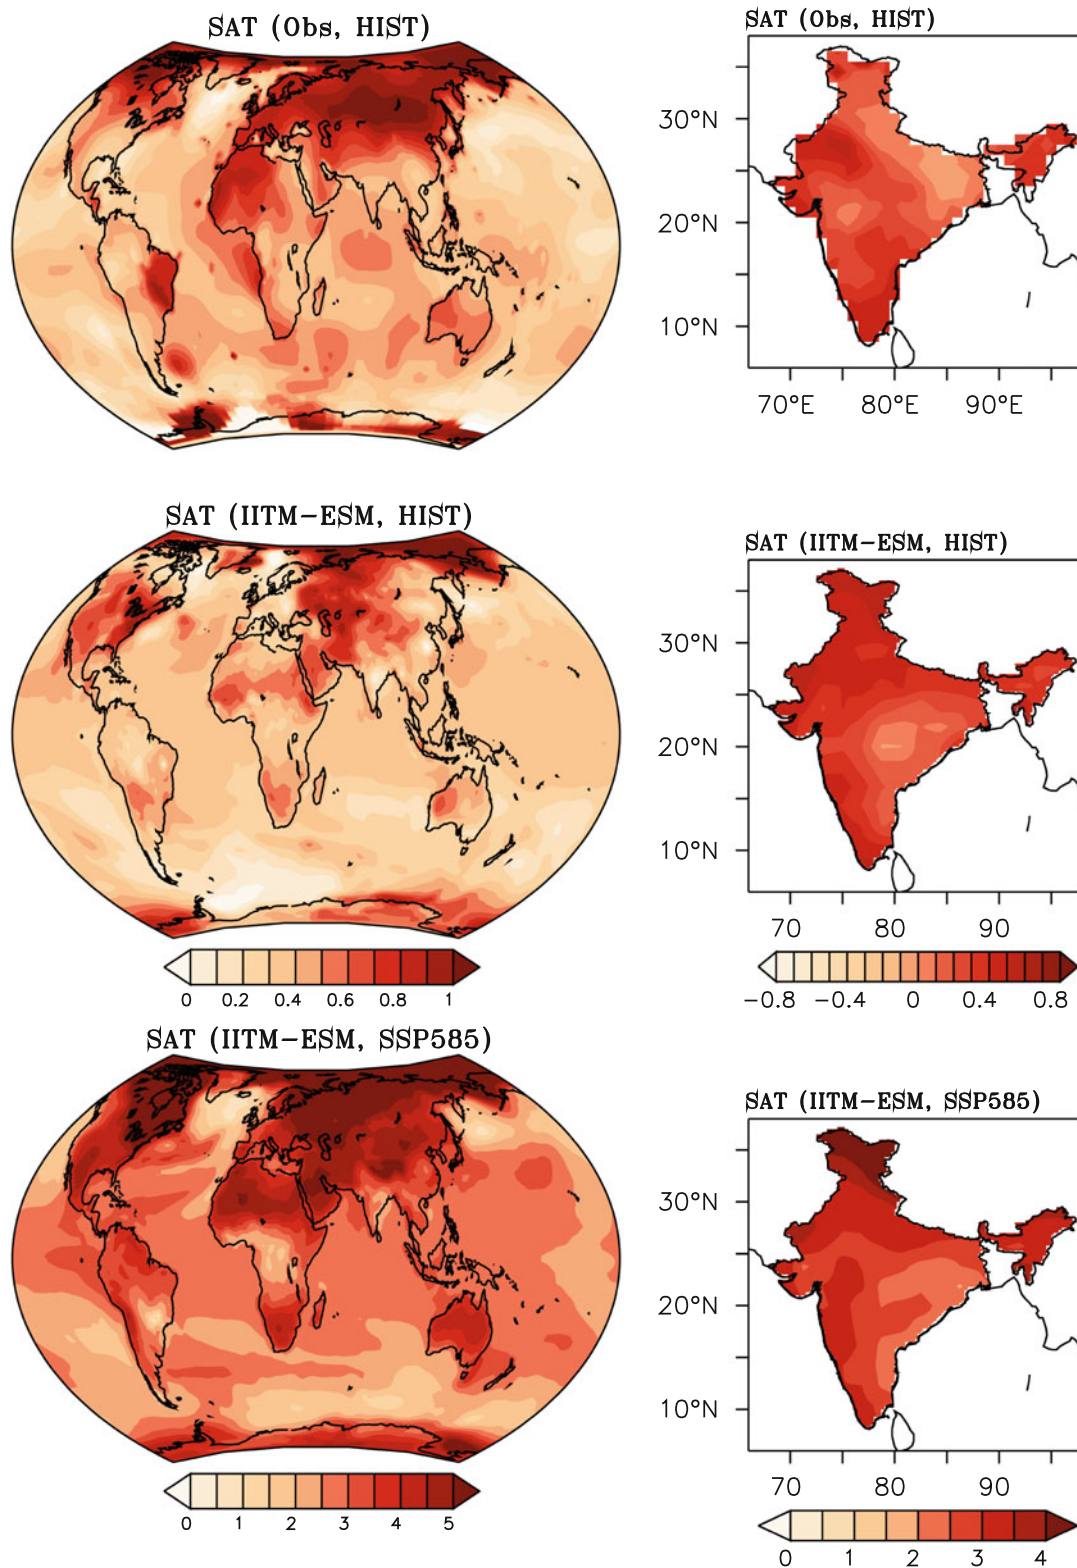 SAT (Obs, HIST)
SAT (Obs, HIST)
30°N
20°N
10°N
70°E 80°E 90°E
SAT (IITM-ESM, HIST)
SAT (IITM-ESM, HIST)
30°N
20°N
10°N
70 80 90
0 0.2 0.4 0.6 0.8 1
-0.8 -0.4 0 0.4 0.8
SAT (IITM-ESM, SSP585)
SAT (IITM-ESM, SSP585)
30°N
20°N
10°N
70 80 90
0 1 2 3 4 5
0 1 2 3 4